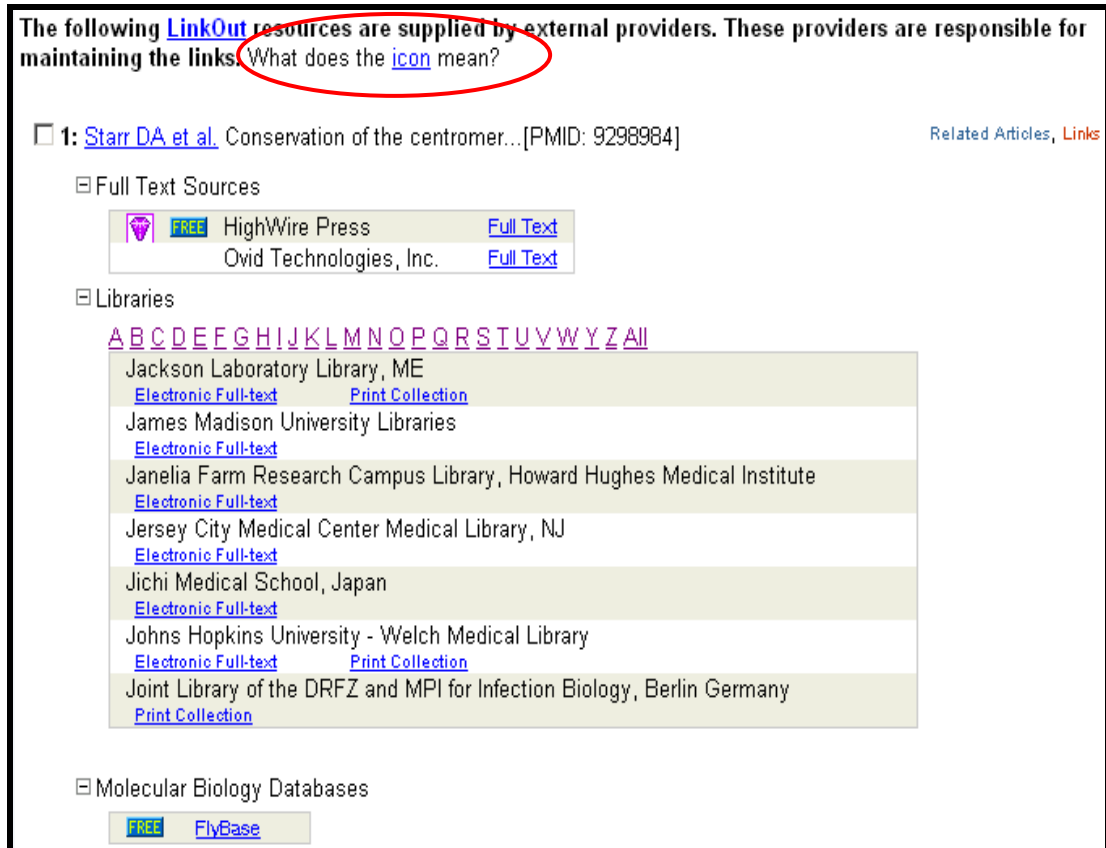 The following LinkOut resources are supplied by external providers. These providers are responsible for
maintaining the links. What does the icon mean?
1: Starr DA et al. Conservation of the centromer...[PMID: 9298984] Related Articles, Links
Full Text Sources
FREE HighWire Press Full Text
Ovid Technologies, Inc. Full Text
Libraries
A B C D E F G H I J K L M N O P Q R S T U V W Y Z All
Jackson Laboratory Library, ME
Electronic Full-text Print Collection
James Madison University Libraries
Electronic Full-text
Janelia Farm Research Campus Library, Howard Hughes Medical Institute
Electronic Full-text
Jersey City Medical Center Medical Library, NJ
Electronic Full-text
Jichi Medical School, Japan
Electronic Full-text
Johns Hopkins University - Welch Medical Library
Electronic Full-text Print Collection
Joint Library of the DRFZ and MPI for Infection Biology, Berlin Germany
Print Collection
Molecular Biology Databases
FREE FlyBase